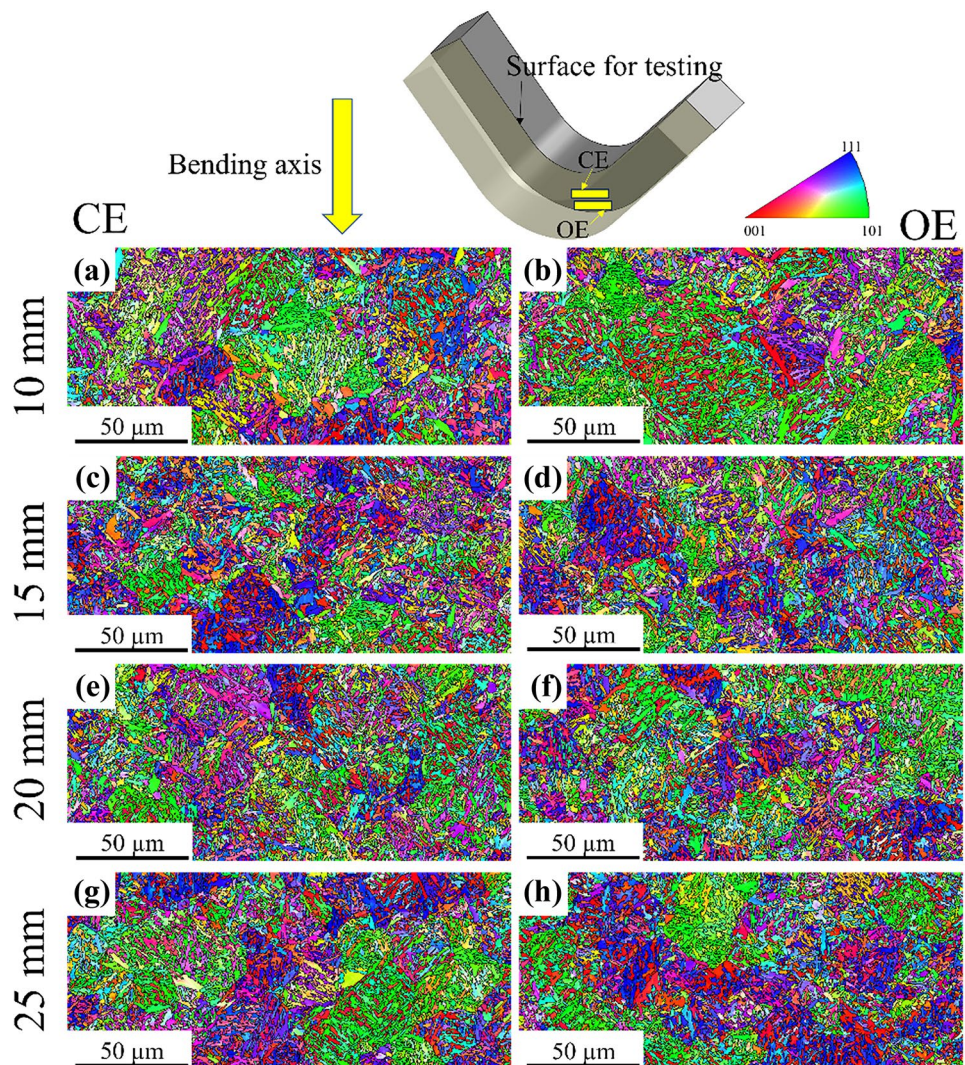 Surface for testing
Bending axis
CE
OE
111
001
101
CE
OE
10 mm
(a)
50 µm
(b)
50 µm
15 mm
(c)
50 µm
(d)
50 µm
20 mm
(e)
50 µm
(f)
50 µm
25 mm
(g)
50 µm
(h)
50 µm